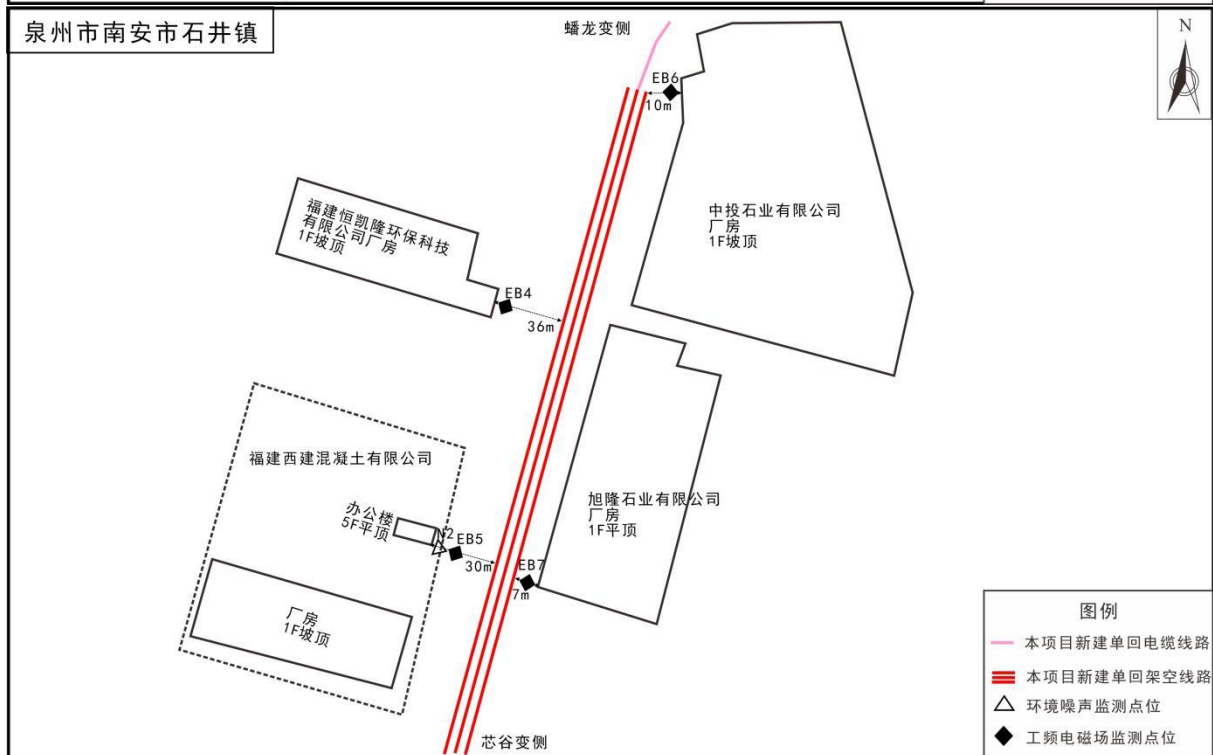 泉州市南安市石井镇
蟠龙变侧
N
EB6
10m
中投石业有限公司
厂房
1F坡顶
福建恒凯隆环保科技
有限公司厂房
1F坡顶
EB4
36m
福建西建混凝土有限公司
办公楼
5F平顶
N2
EB5
30m
旭隆石业有限公司
厂房
1F平顶
EB7
7m
厂房
1F坡顶
芯谷变侧
图例
本项目新建单回电缆线路
本项目新建单回架空线路
环境噪声监测点位
工频电磁场监测点位